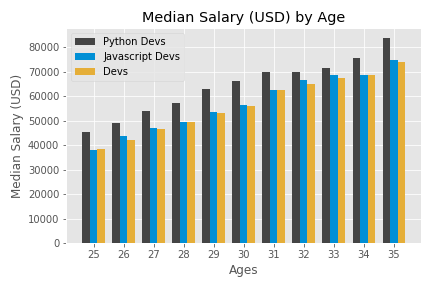 Median Salary (USD) by Age
Python Devs
Javascript Devs
Devs
Median Salary (USD)
80000
70000
60000
50000
40000
30000
20000
10000
0
25 26 27 28 29 30 31 32 33 34 35
Ages